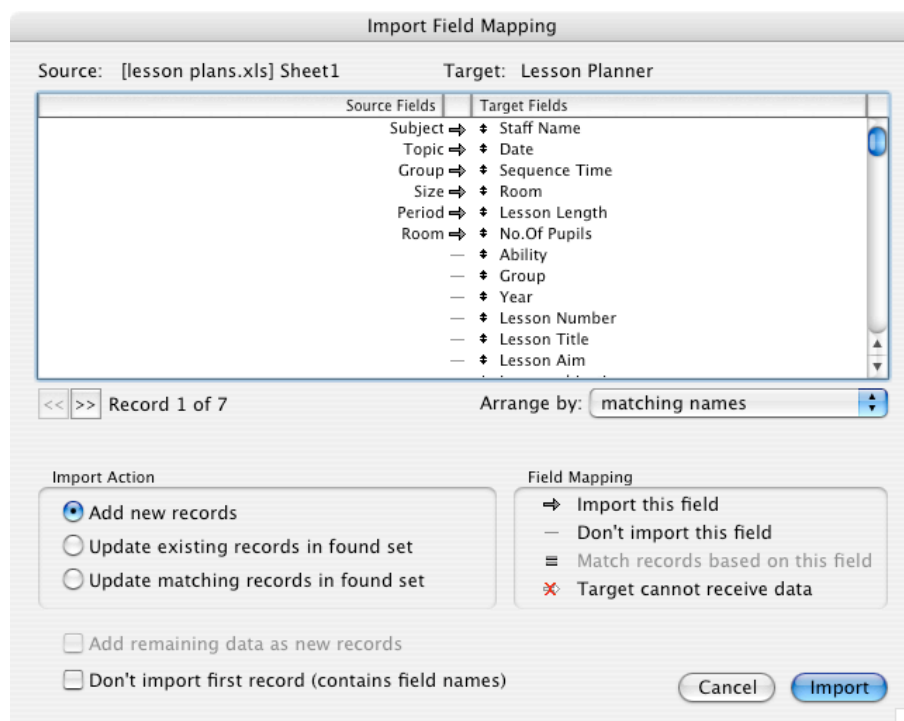 Import Field Mapping
Source: [lesson plans.xls] Sheet1 Target: Lesson Planner
Source Fields Target Fields
Subject Staff Name
Topic Date
Group Sequence Time
Size Room
Period Lesson Length
Room No.Of Pupils
Ability
Group
Year
Lesson Number
Lesson Title
Lesson Aim
<< >> Record 1 of 7 Arrange by: matching names
Import Action Field Mapping
Add new records Import this field
Update existing records in found set Don't import this field
Update matching records in found set Match records based on this field
Target cannot receive data
Add remaining data as new records
Don't import first record (contains field names)
Cancel Import